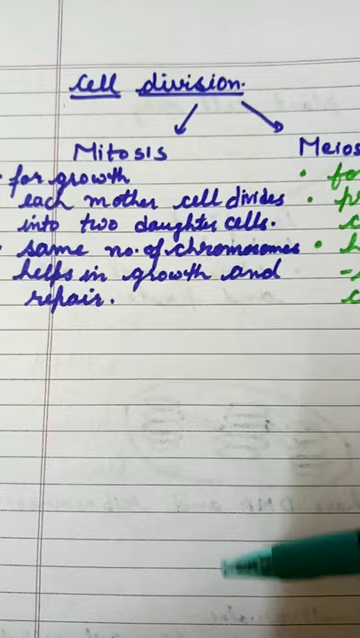 cell division.
Mitosis Meios
• for growth • fo
each mother cell divides •
into two daughter cells.
• same no. of chromosomes •
helps in growth and
repair.